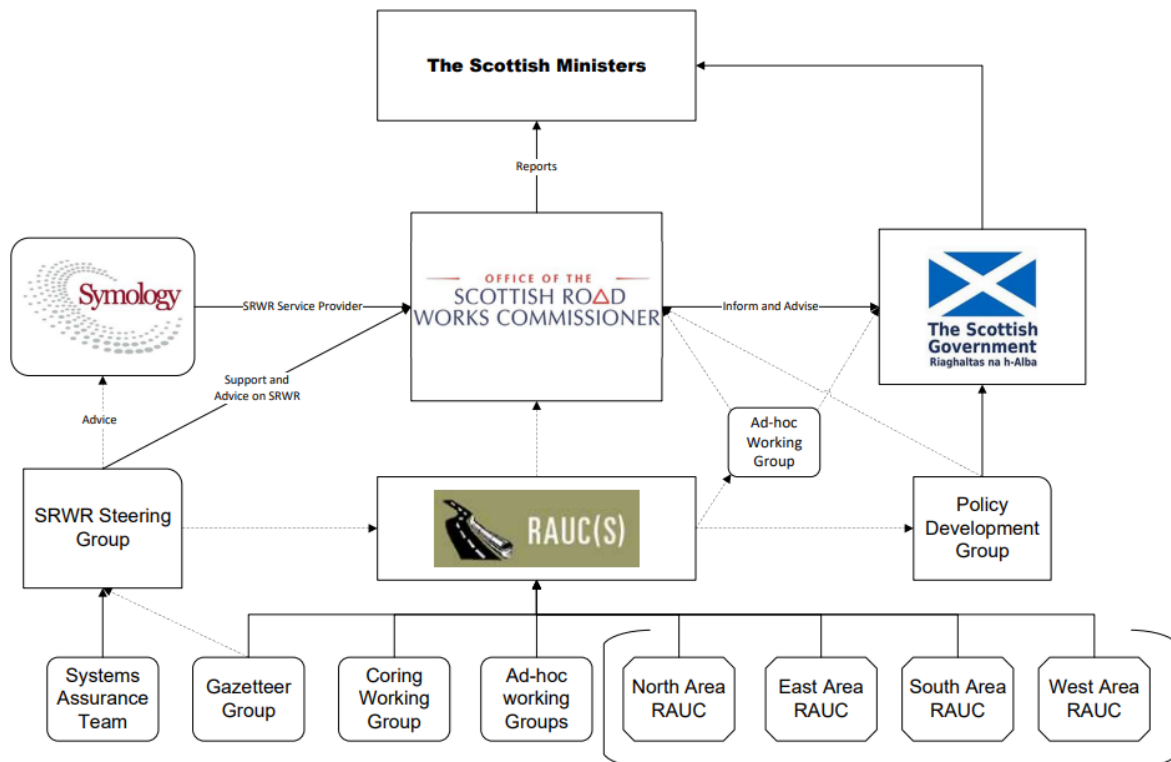 The Scottish Ministers
Reports
OFFICE OF THE
SCOTTISH ROAD
WORKS COMMISSIONER
Symology
SRWR Service Provider
Inform and Advise
The Scottish
Government
Riaghaltas na h-Alba
Support and
Advice on SRWR
Advice
Ad-hoc
Working
Group
SRWR Steering
Group
RAUC(S)
Policy
Development
Group
Systems
Assurance
Team
Gazetteer
Group
Coring
Working
Group
Ad-hoc
working
Groups
North Area
RAUC
East Area
RAUC
South Area
RAUC
West Area
RAUC